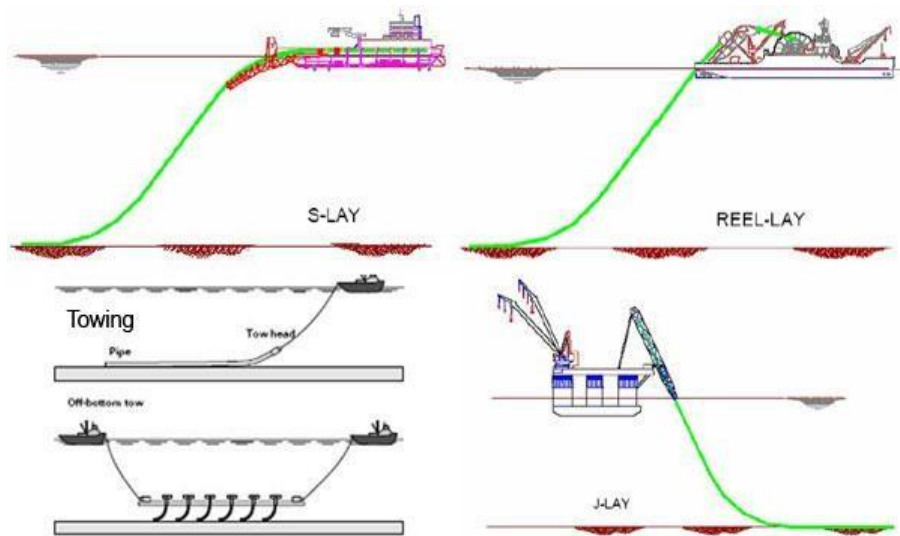 S-LAY
REEL-LAY
Towing
Tow head
Pipe
Off-bottom tow
J-LAY